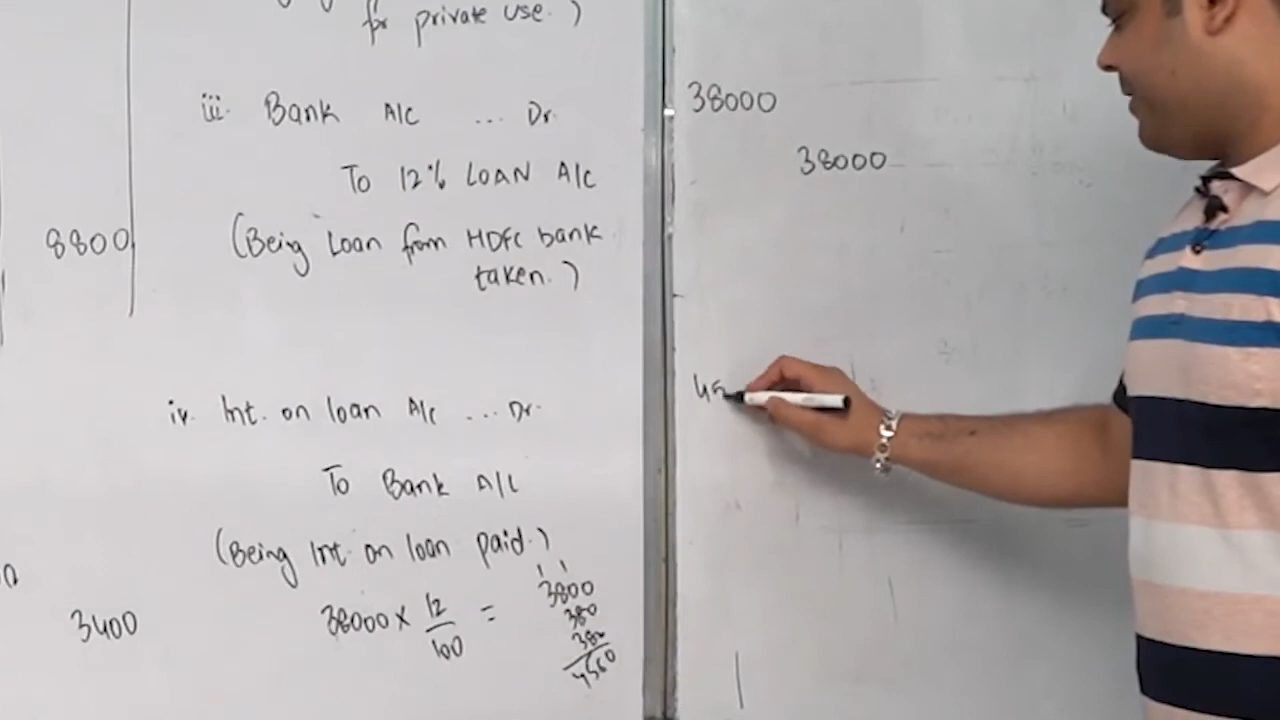 for private use.)
iii. Bank A/c ... Dr. 38000
To 12% LOAN A/c 38000
8800 (Being Loan from HDFC bank
taken.)
iv. Int. on loan A/c ... Dr. 45
To Bank A/c
(Being Int. on loan paid.)
1 1
3400 38000 × 12/100 = 3800
380
380
4560